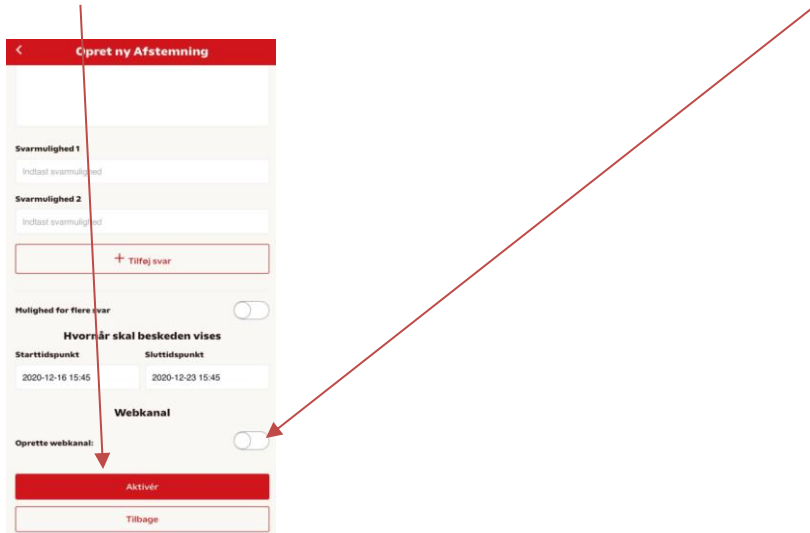 Opret ny Afstemning
Svarmulighed 1
Indtast svarmulighed
Svarmulighed 2
Indtast svarmulighed
+ Tilføj svar
Mulighed for flere svar
Hvornår skal beskeden vises
Starttidspunkt Sluttidspunkt
2020-12-16 15:45 2020-12-23 15:45
Webkanal
Oprette webkanal:
Aktivér
Tilbage